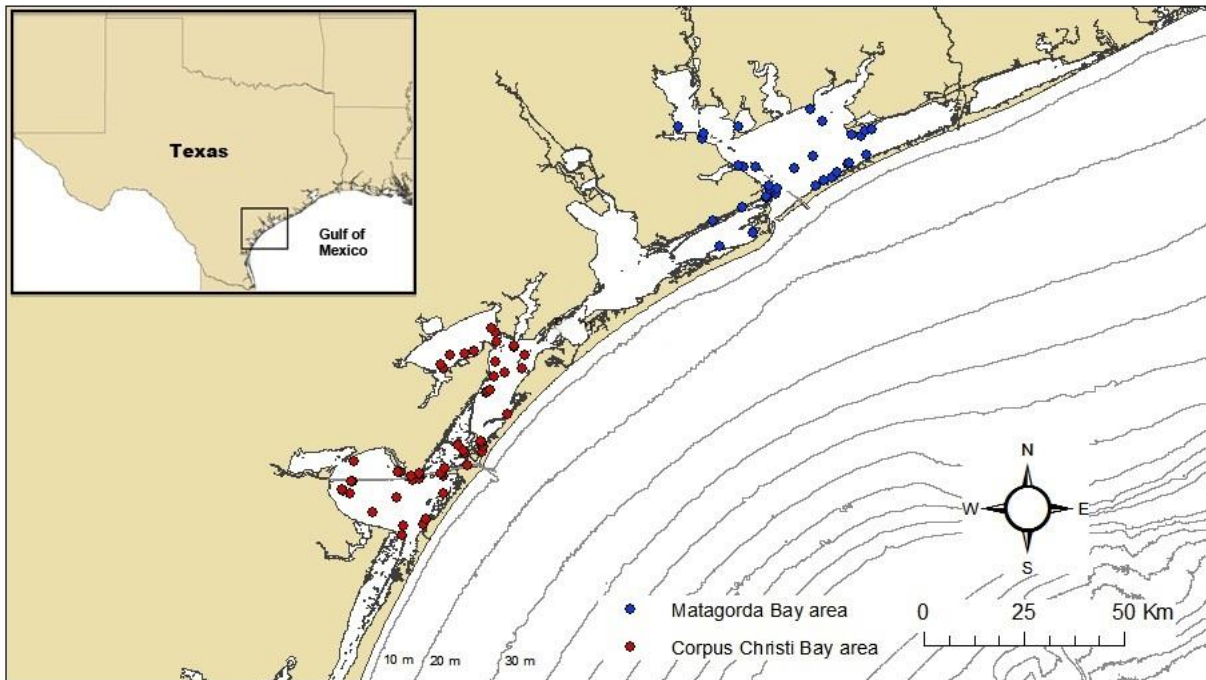 Texas
Gulf of
Mexico
N
W
E
S
Matagorda Bay area
Corpus Christi Bay area
0
25
50 Km
10 m
20 m
30 m